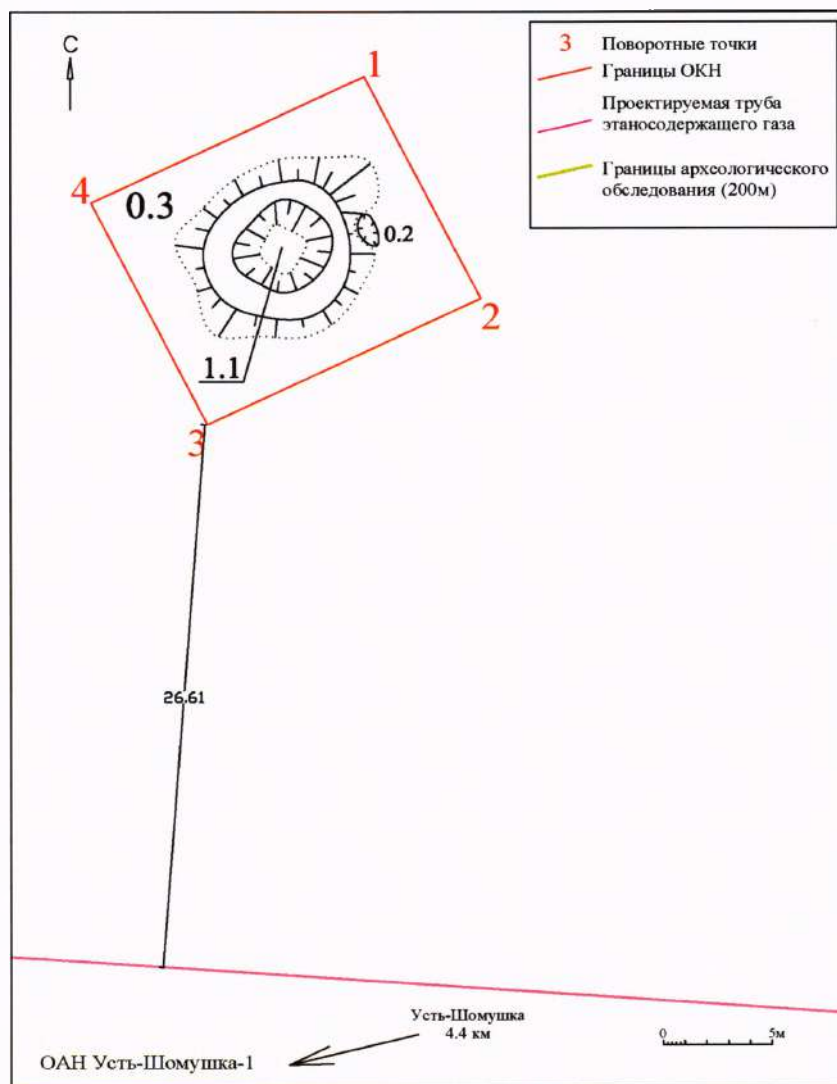 С
1
3 Поворотные точки
Границы ОКН
Проектируемая труба
этаносодержащего газа
Границы археологического
обследования (200м)
4
0.3
0.2
2
1.1
3
26.61
Усть-Шомушка
4.4 км
0 5м
ОАН Усть-Шомушка-1